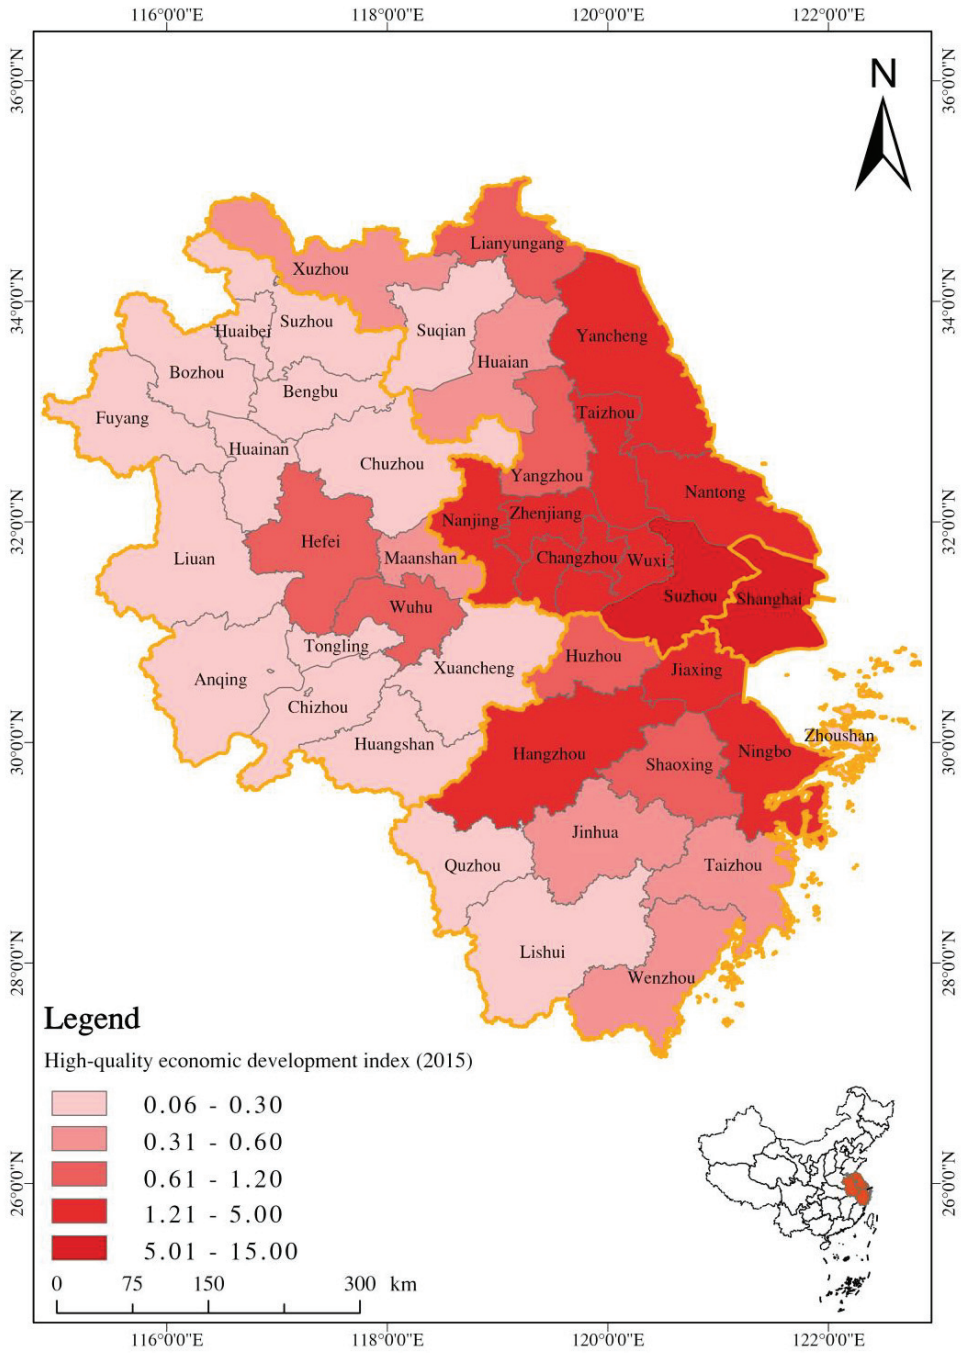 116°0'0"E 118°0'0"E 120°0'0"E 122°0'0"E
36°0'0"N 36°0'0"N
N
Lianyungang
Xuzhou
34°0'0"N 34°0'0"N
Suzhou
Huaibei Suqian Yancheng
Huaian
Bozhou
Bengbu
Fuyang Taizhou
Huainan
Chuzhou
Yangzhou
Nantong
32°0'0"N Nanjing Zhenjiang 32°0'0"N
Hefei
Liuan Maanshan Changzhou Wuxi
Suzhou Shanghai
Wuhu
Tongling Huzhou
Xuancheng Jiaxing
Anqing
Chizhou
Zhoushan
30°0'0"N Huangshan Hangzhou Ningbo 30°0'0"N
Shaoxing
Jinhua
Quzhou Taizhou
Lishui
28°0'0"N Wenzhou 28°0'0"N
Legend
High-quality economic development index (2015)
0.06 - 0.30
0.31 - 0.60
0.61 - 1.20
26°0'0"N 26°0'0"N
1.21 - 5.00
5.01 - 15.00
0 75 150 300 km
116°0'0"E 118°0'0"E 120°0'0"E 122°0'0"E